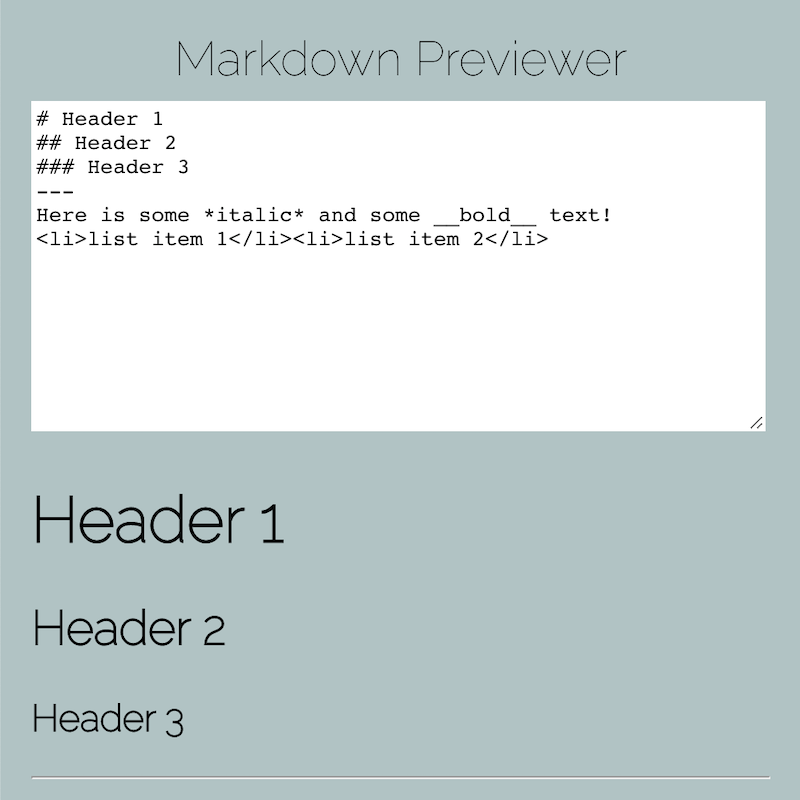 Markdown Previewer
# Header 1
## Header 2
### Header 3
---
Here is some *italic* and some __bold__ text!
<li>list item 1</li><li>list item 2</li>
Header 1
Header 2
Header 3